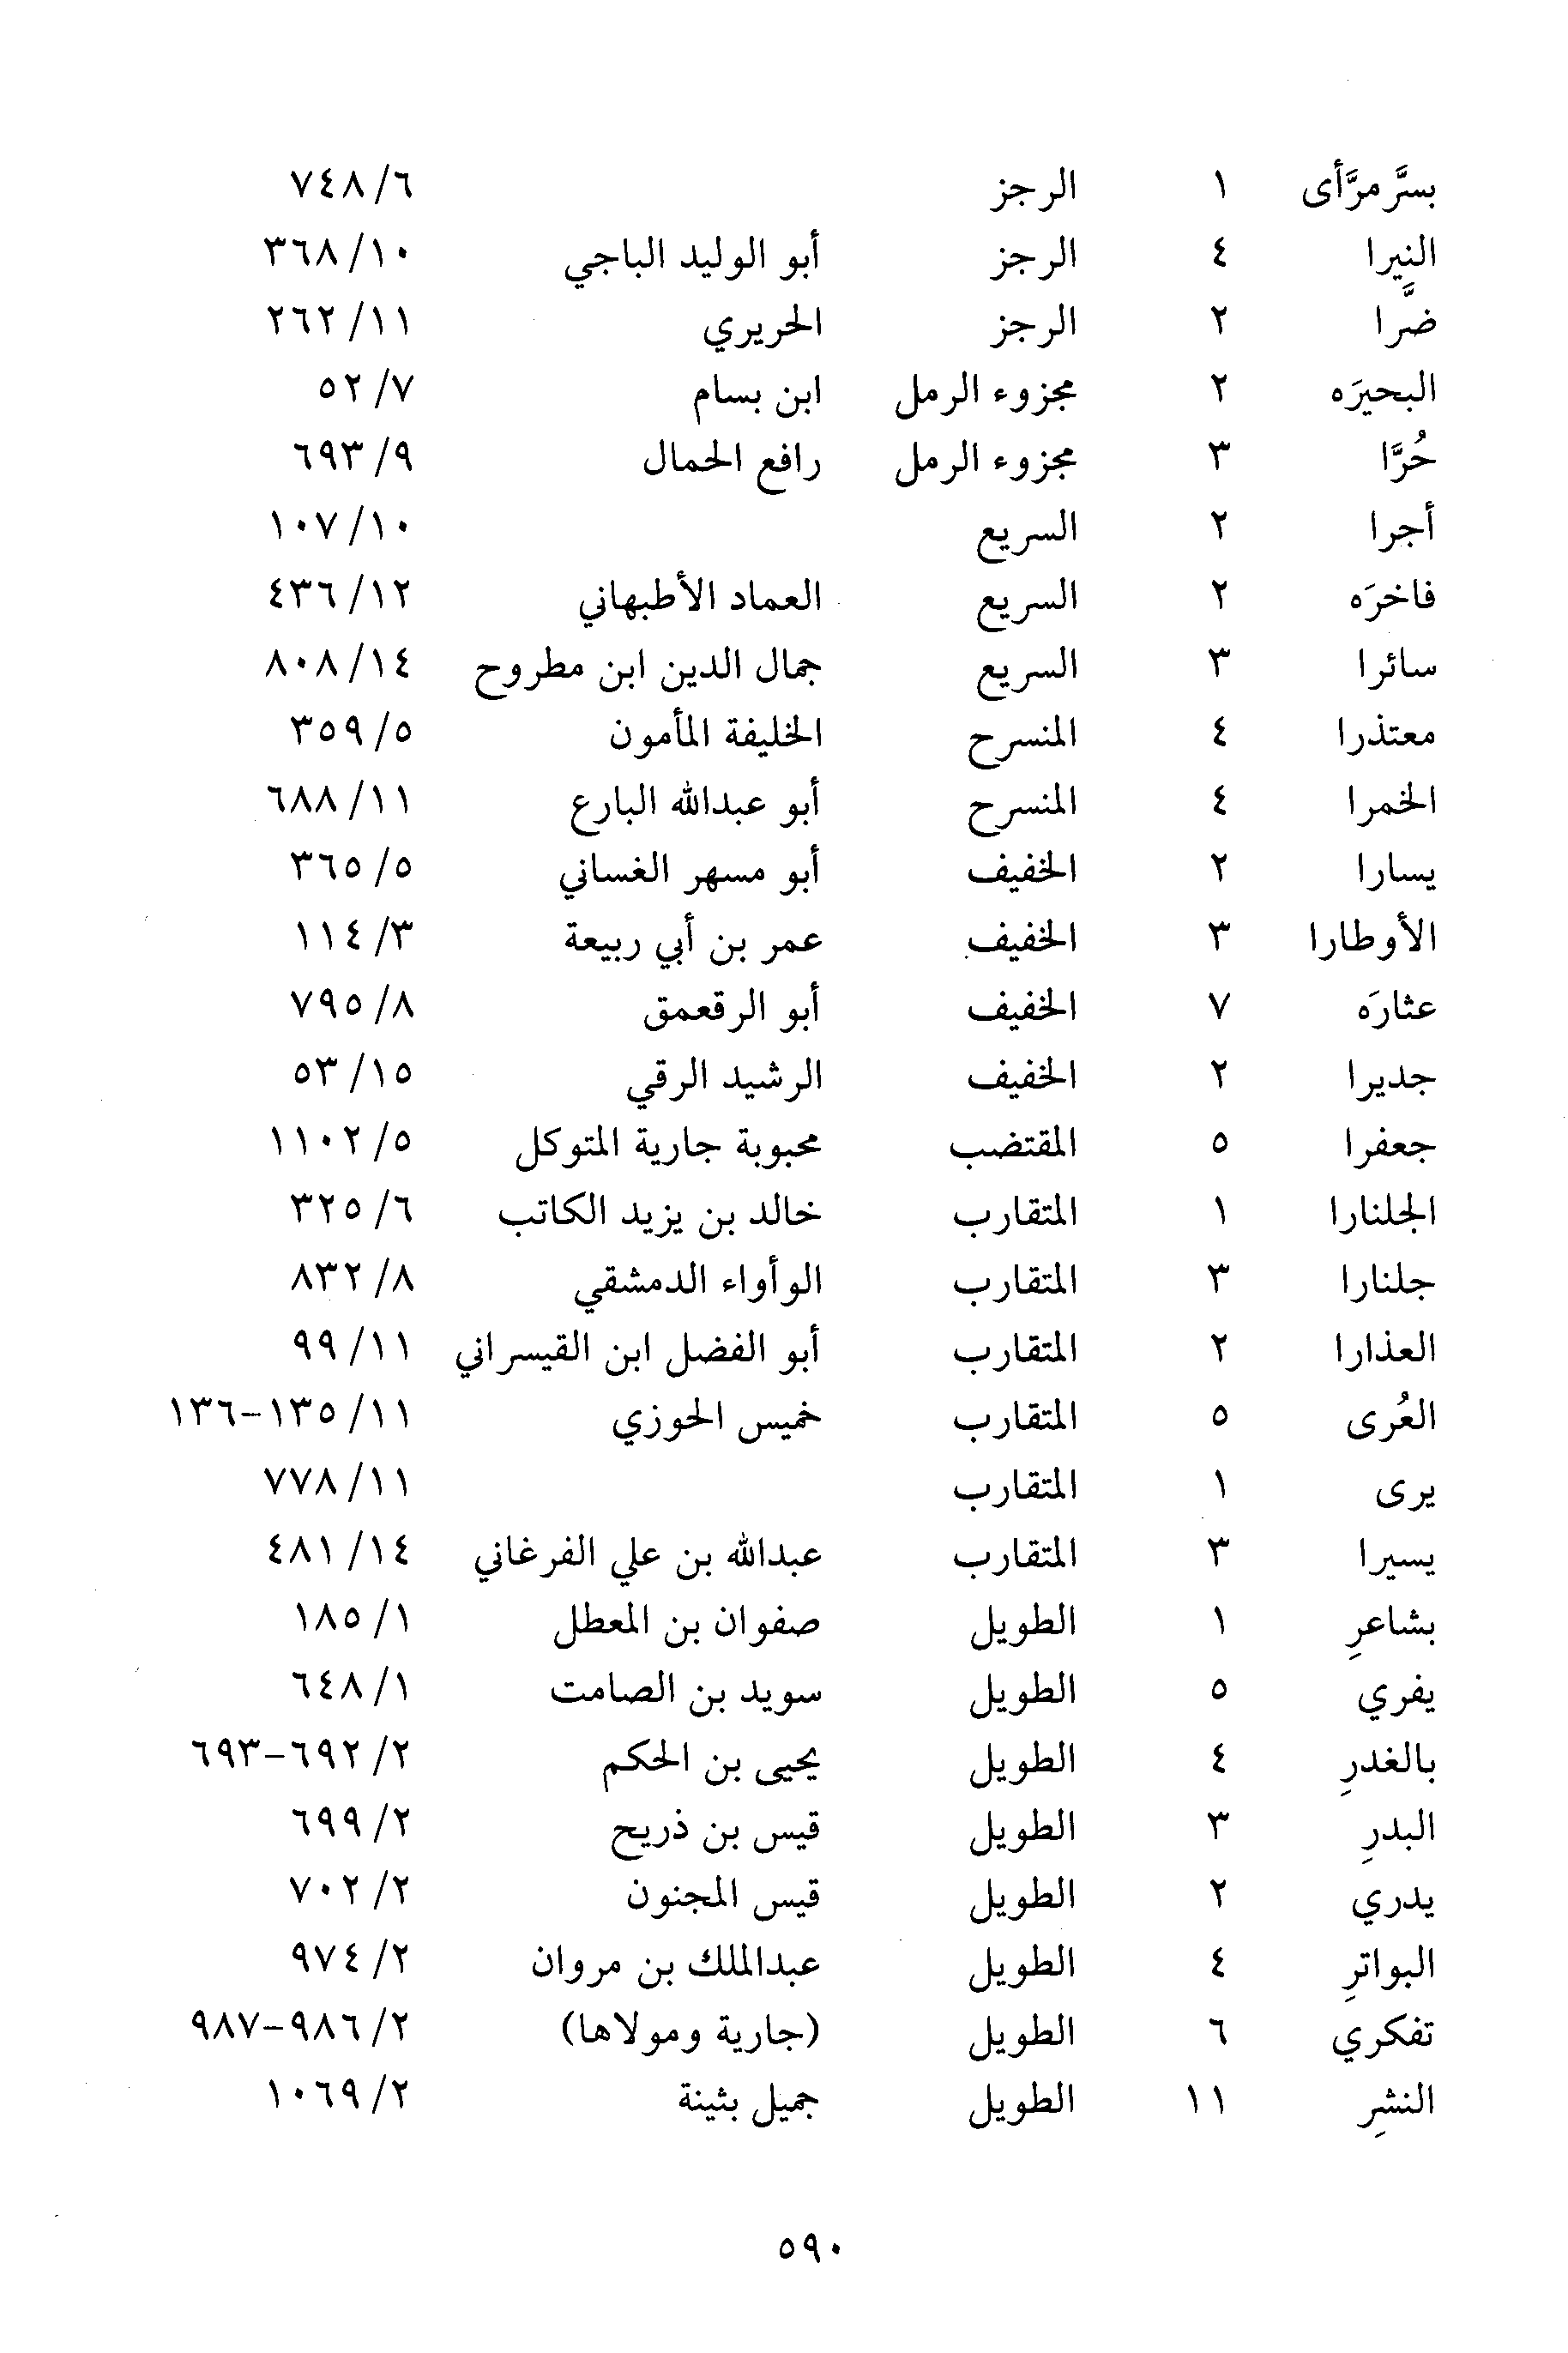 بسرَّ مرَّأى ١ الرجز ٦/ ٧٤٨
النيرا ٤ الرجز أبو الوليد الباجي ١٠/ ٣٦٨
ضرَّا ٢ الرجز الحريري ١١/ ٢٦٢
البحيرَه ٢ مجزوء الرمل ابن بسام ٧/ ٥٢
حُرَّا ٣ مجزوء الرمل رافع الحمال ٩/ ٦٩٣
أجرا ٢ السريع ١٠/ ١٠٧
فاخرَه ٢ السريع العماد الأطبهاني ١٢/ ٤٣٦
سائرا ٣ السريع جمال الدين ابن مطروح ١٤/ ٨٠٨
معتذرا ٤ المنسرح الخليفة المأمون ٥/ ٣٥٩
الخمرا ٤ المنسرح أبو عبدالله البارع ١١/ ٦٨٨
يسارا ٢ الخفيف أبو مسهر الغساني ٥/ ٣٦٥
الأوطارا ٣ الخفيف عمر بن أبي ربيعة ٣/ ١١٤
عثارَه ٧ الخفيف أبو الرقعمق ٨/ ٧٩٥
جديرا ٢ الخفيف الرشيد الرقي ١٥/ ٥٣
جعفرا ٥ المقتضب محبوبة جارية المتوكل ٥/ ١١٠٢
الجلنارا ١ المتقارب خالد بن يزيد الكاتب ٦/ ٣٢٥
جلنارا ٣ المتقارب الوأواء الدمشقي ٨/ ٨٣٢
العذارا ٢ المتقارب أبو الفضل ابن القيسراني ١١/ ٩٩
العُرى ٥ المتقارب خميس الحوزي ١١/ ١٣٥-١٣٦
يرى ١ المتقارب ١١/ ٧٧٨
يسيرا ٣ المتقارب عبدالله بن علي الفرغاني ١٤/ ٤٨١
بشاعرِ ١ الطويل صفوان بن المعطل ١/ ١٨٥
يفري ٥ الطويل سويد بن الصامت ١/ ٦٤٨
بالغدرِ ٤ الطويل يحيى بن الحكم ٢/ ٦٩٢-٦٩٣
البدرِ ٣ الطويل قيس بن ذريح ٢/ ٦٩٩
يدري ٢ الطويل قيس المجنون ٢/ ٧٠٢
البواترِ ٤ الطويل عبدالملك بن مروان ٢/ ٩٧٤
تفكري ٦ الطويل (جارية ومولاها) ٢/ ٩٨٦-٩٨٧
النشرِ ١١ الطويل جميل بثينة ٢/ ١٠٦٩
٥٩٠